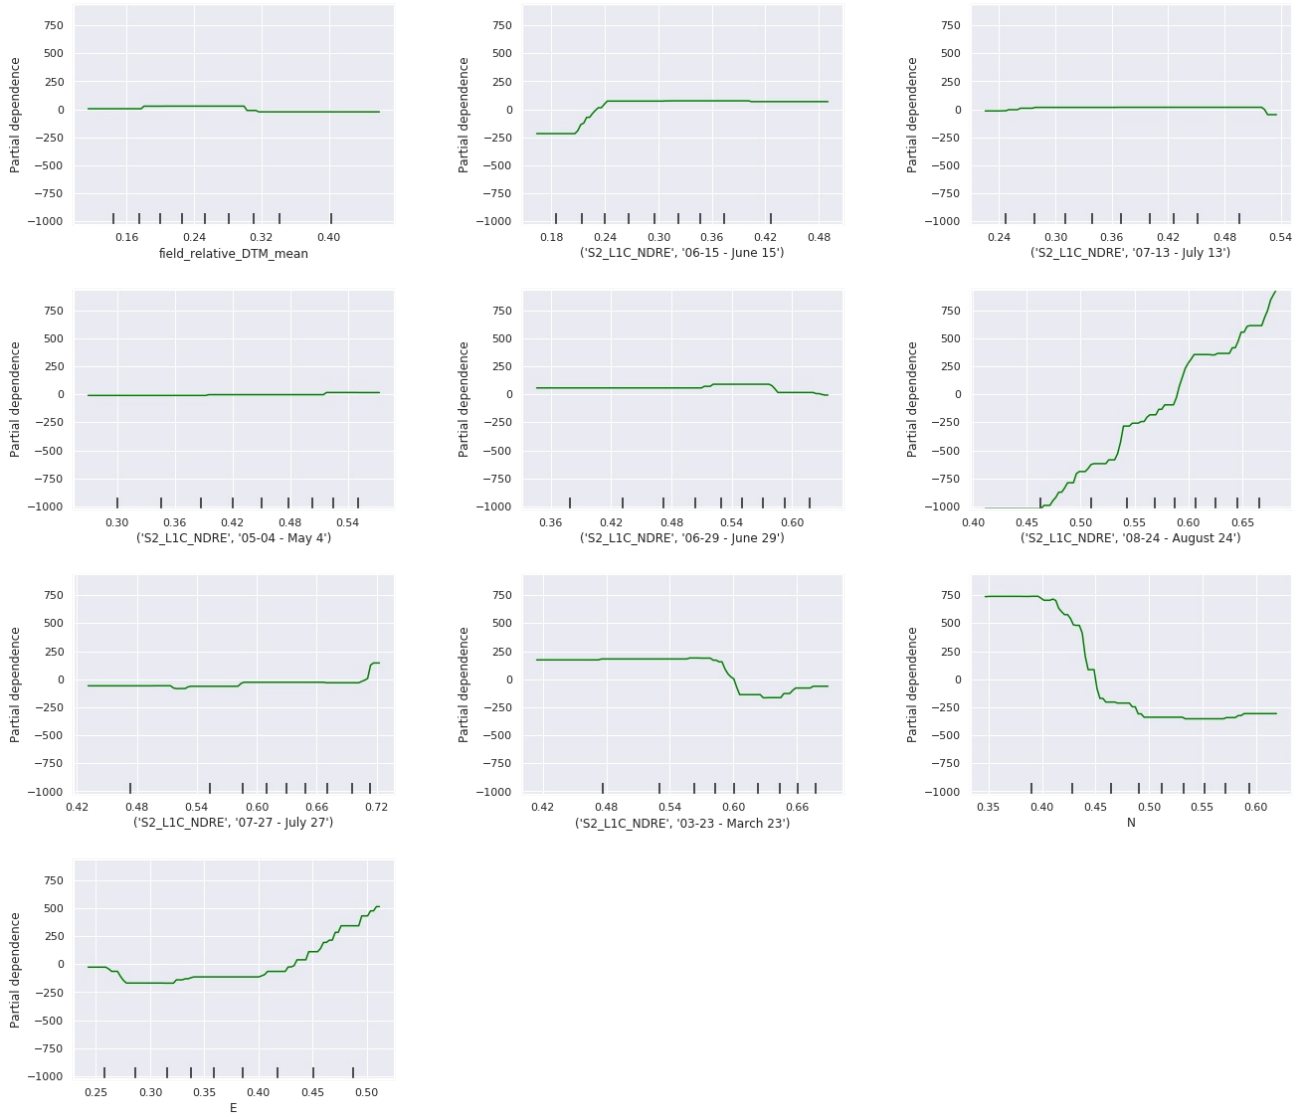 Partial dependence
750
500
250
0
−250
−500
−750
−1000
0.16 0.24 0.32 0.40
field_relative_DTM_mean
Partial dependence
750
500
250
0
−250
−500
−750
−1000
0.18 0.24 0.30 0.36 0.42 0.48
('S2_L1C_NDRE', '06-15 - June 15')
Partial dependence
750
500
250
0
−250
−500
−750
−1000
0.24 0.30 0.36 0.42 0.48 0.54
('S2_L1C_NDRE', '07-13 - July 13')
Partial dependence
750
500
250
0
−250
−500
−750
−1000
0.30 0.36 0.42 0.48 0.54
('S2_L1C_NDRE', '05-04 - May 4')
Partial dependence
750
500
250
0
−250
−500
−750
−1000
0.36 0.42 0.48 0.54 0.60
('S2_L1C_NDRE', '06-29 - June 29')
Partial dependence
750
500
250
0
−250
−500
−750
−1000
0.40 0.45 0.50 0.55 0.60 0.65
('S2_L1C_NDRE', '08-24 - August 24')
Partial dependence
750
500
250
0
−250
−500
−750
−1000
0.42 0.48 0.54 0.60 0.66 0.72
('S2_L1C_NDRE', '07-27 - July 27')
Partial dependence
750
500
250
0
−250
−500
−750
−1000
0.42 0.48 0.54 0.60 0.66
('S2_L1C_NDRE', '03-23 - March 23')
Partial dependence
750
500
250
0
−250
−500
−750
−1000
0.35 0.40 0.45 0.50 0.55 0.60
N
Partial dependence
750
500
250
0
−250
−500
−750
−1000
0.25 0.30 0.35 0.40 0.45 0.50
E